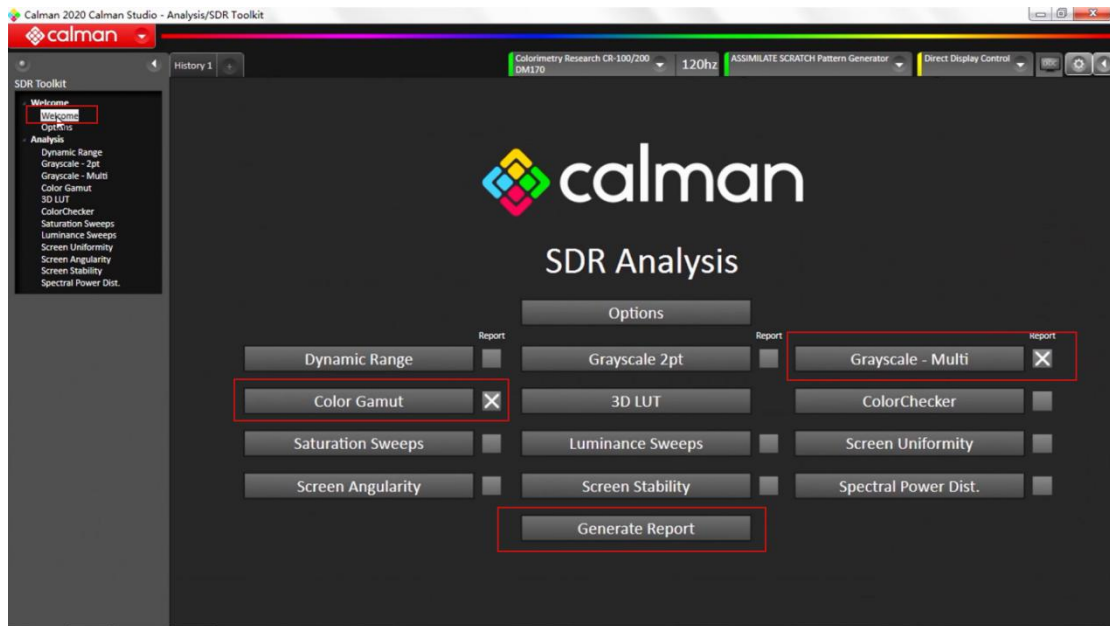 Calman 2020 Calman Studio - Analysis/SDR Toolkit
calman
History 1
Colorimetry Research CR-100/200
DM170
120hz
ASSIMILATE SCRATCH Pattern Generator
Direct Display Control
SDR Toolkit
Welcome
Welcome
Options
Analysis
Dynamic Range
Grayscale - 2pt
Grayscale - Multi
Color Gamut
3D LUT
ColorChecker
Saturation Sweeps
Luminance Sweeps
Screen Uniformity
Screen Angularity
Screen Stability
Spectral Power Dist.
calman
SDR Analysis
Options
Report Report Report
Dynamic Range Grayscale 2pt Grayscale - Multi
Color Gamut 3D LUT ColorChecker
Saturation Sweeps Luminance Sweeps Screen Uniformity
Screen Angularity Screen Stability Spectral Power Dist.
Generate Report